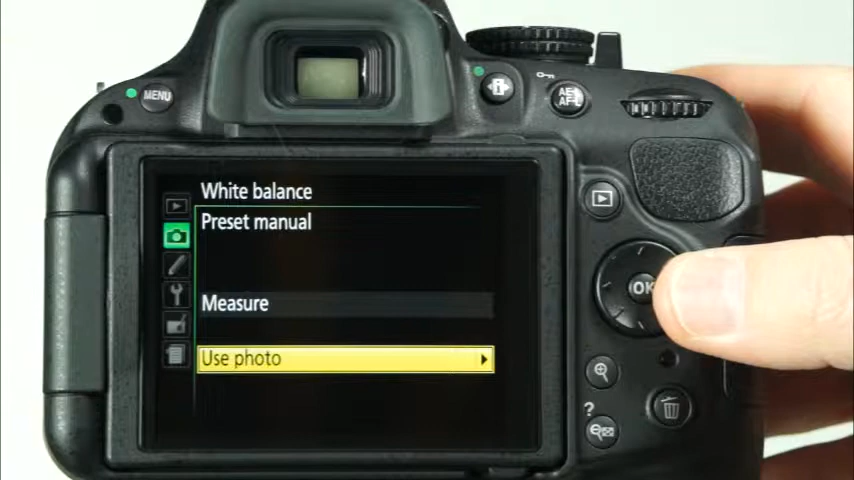 MENU
AE-L
AF-L
White balance
Preset manual
Measure
Use photo
OK
?